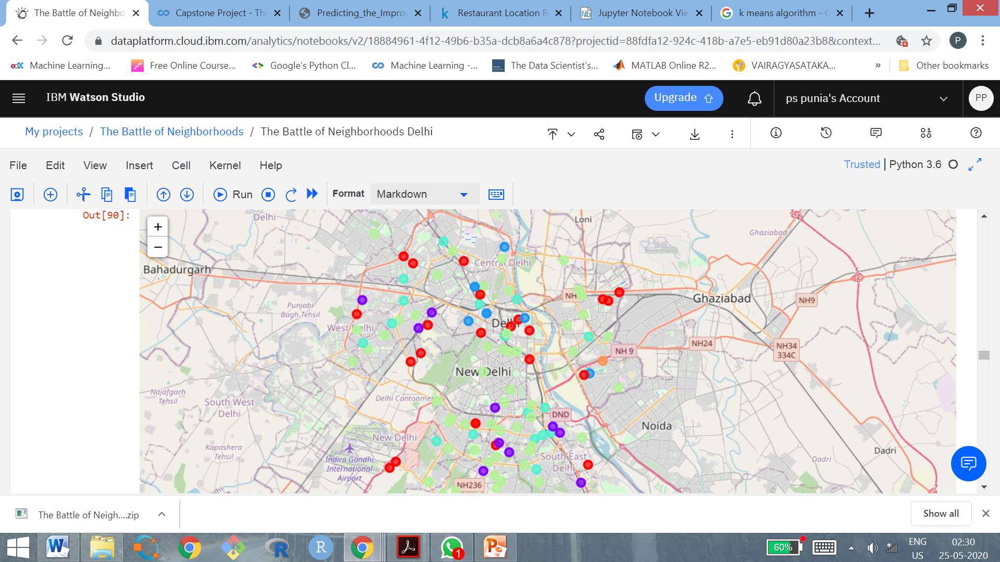 The Battle of Neighbo
Capstone Project - The
Predicting_the_Improv
Restaurant Location R
Jupyter Notebook Vie
k means algorithm - G
dataplatform.cloud.ibm.com/analytics/notebooks/v2/18884961-4f12-49b6-b35a-dcb8a6a4c878?projectid=88fdfa12-924c-418b-a7e5-eb91d80a23b8&context...
P
edX Machine Learning...
Free Online Course...
Google's Python Cl...
Machine Learning -...
The Data Scientist's...
MATLAB Online R2...
VAIRAGYASATAKA...
»
Other bookmarks
IBM Watson Studio
Upgrade
ps punia's Account
PP
My projects / The Battle of Neighborhoods / The Battle of Neighborhoods Delhi
File Edit View Insert Cell Kernel Help
Trusted | Python 3.6
Run
Format
Markdown
Out[90]:
+
−
Delhi
Loni
Ghaziabad
Central Delhi
Bahadurgarh
NH
Ghaziabad
NH9
Punjabi
Bagh Tehsil
Delhi
West Delhi
NH24
NH34
334C
NH 9
New Delhi
Najafgarh
Tehsil
South West
Delhi
Delhi Cantonmen
DND
Noida
New Delhi
Kapashera
Tehsil
Indira Gandhi
International
Airport
South East
Delhi
Dadri
Dadri
NH236
The Battle of Neigh....zip
Show all
1
60%
ENG
US
02:30
25-05-2020